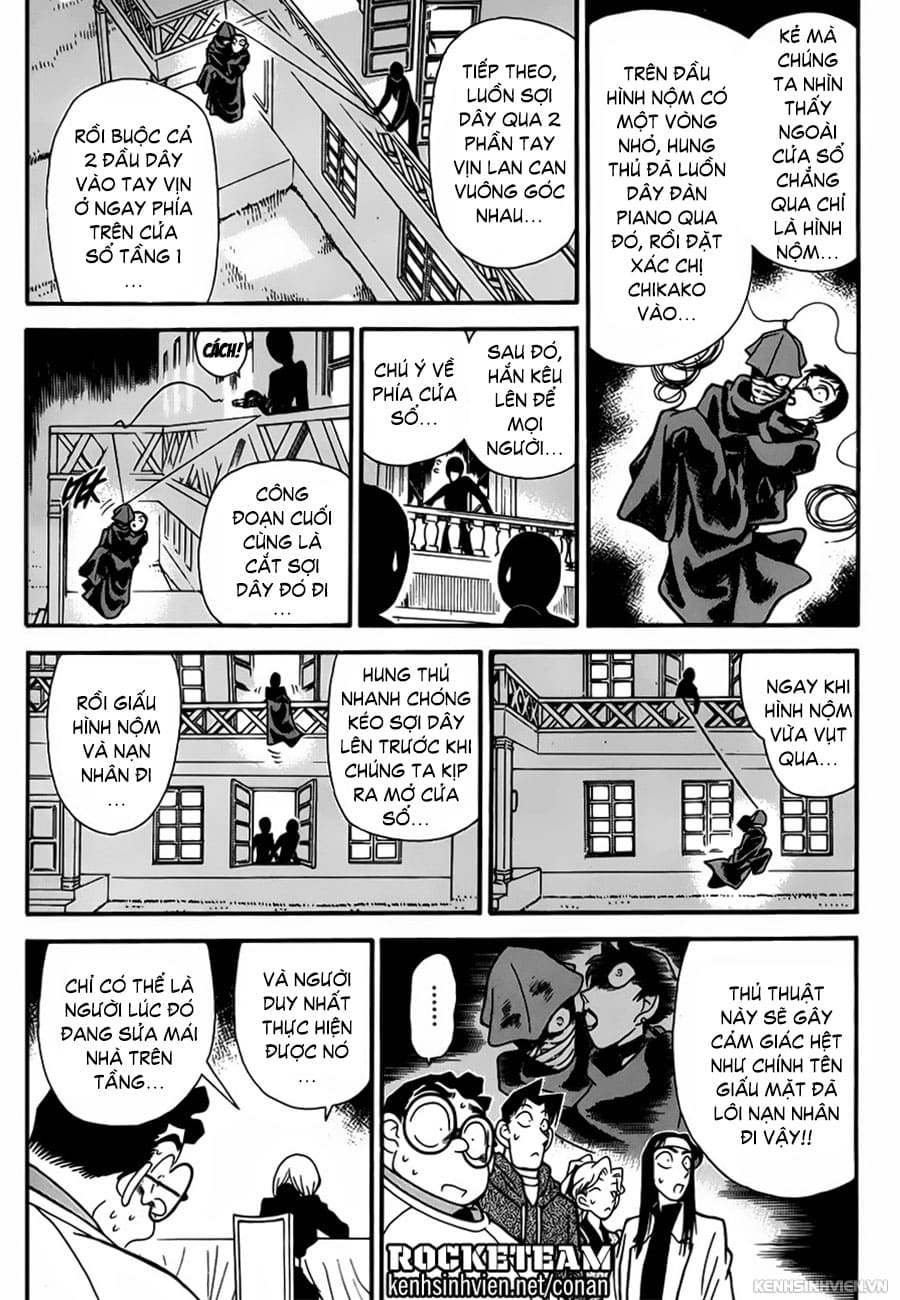 KẺ MÀ
CHÚNG
TA NHÌN
THẤY
NGOÀI
CỬA SỔ
CHẲNG
QUA CHỈ
LÀ HÌNH
NỘM...
TRÊN ĐẦU
HÌNH NỘM CÓ
MỘT VÒNG
NHỎ, HUNG
THỦ ĐÃ LUỒN
DÂY ĐÀN
PIANO QUA
ĐÓ, RỒI ĐẶT
XÁC CHỊ
CHIKAKO
VÀO...
TIẾP THEO,
LUỒN SỢI
DÂY QUA 2
PHẦN TAY
VỊN LAN CAN
VUÔNG GÓC
NHAU...
RỒI BUỘC CẢ
2 ĐẦU DÂY
VÀO TAY VỊN
Ở NGAY PHÍA
TRÊN CỬA
SỔ TẦNG 1
...
SAU ĐÓ,
HẮN KÊU
LÊN ĐỂ
MỌI
NGƯỜI...
CHÚ Ý VỀ
PHÍA CỬA
SỔ...
CÁCH!
CÔNG
ĐOẠN CUỐI
CÙNG LÀ
CẮT SỢI
DÂY ĐÓ ĐI
...
NGAY KHI
HÌNH NỘM
VỪA VỤT
QUA...
HUNG THỦ
NHANH CHÓNG
KÉO SỢI DÂY
LÊN TRƯỚC KHI
CHÚNG TA KỊP
RA MỞ CỬA
SỔ...
RỒI GIẤU
HÌNH NỘM
VÀ NẠN
NHÂN ĐI
...
THỦ THUẬT
NÀY SẼ GÂY
CẢM GIÁC HỆT
NHƯ CHÍNH TÊN
GIẤU MẶT ĐÃ
LÔI NẠN NHÂN
ĐI VẬY!!
......
VÀ NGƯỜI
DUY NHẤT
THỰC HIỆN
ĐƯỢC NÓ
...
CHỈ CÓ THỂ LÀ
NGƯỜI LÚC ĐÓ
ĐANG SỬA MÁI
NHÀ TRÊN
TẦNG...
ROCKETEAM
kenhsinhvien.net/conan
KENHSINHVIEN.VN